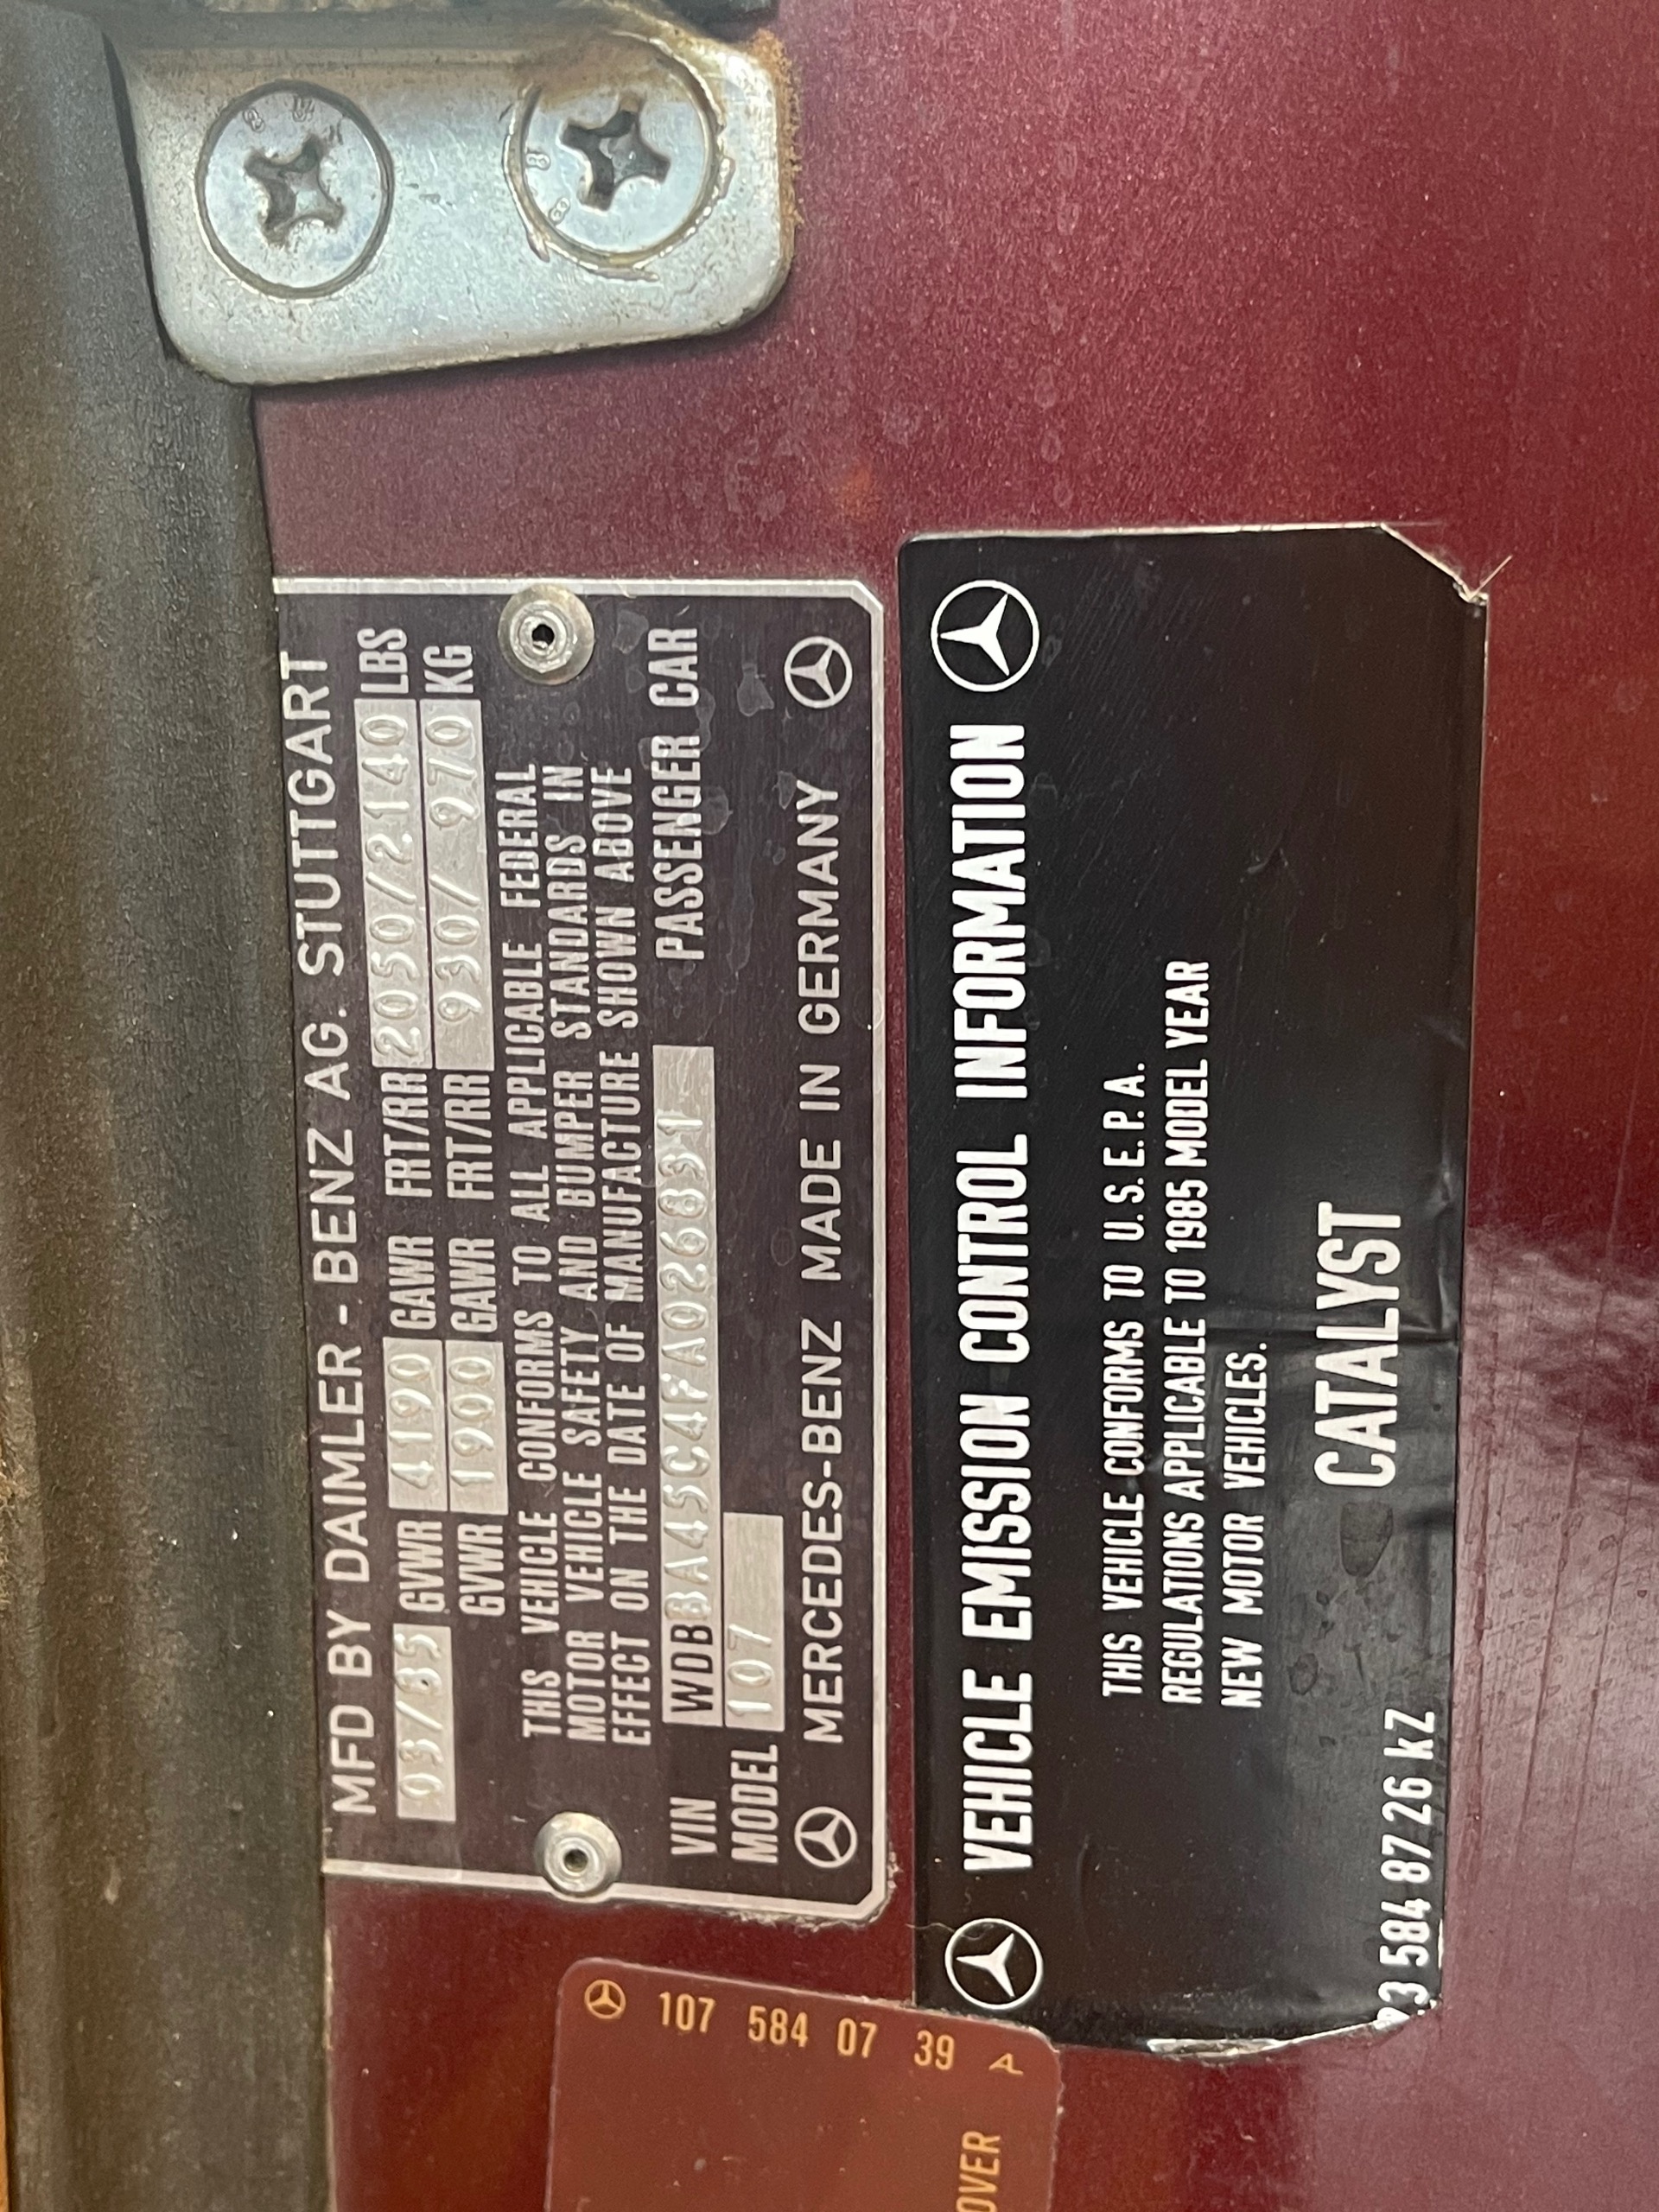 MFD BY DAIMLER - BENZ AG. STUTTGART
03/85 GVWR 4190 GAWR FRT/RR 2050/2140 LBS
GVWR 1900 GAWR FRT/RR 930/ 970 KG
THIS VEHICLE CONFORMS TO ALL APPLICABLE FEDERAL
MOTOR VEHICLE SAFETY AND BUMPER STANDARDS IN
EFFECT ON THE DATE OF MANUFACTURE SHOWN ABOVE
VIN WDBBA45C4FA026831 PASSENGER CAR
MODEL 107
MERCEDES-BENZ MADE IN GERMANY
VEHICLE EMISSION CONTROL INFORMATION
THIS VEHICLE CONFORMS TO U.S.E.P.A.
REGULATIONS APPLICABLE TO 1985 MODEL YEAR
NEW MOTOR VEHICLES.
CATALYST
23 584 87 26 kZ
107 584 07 39 A
OVER